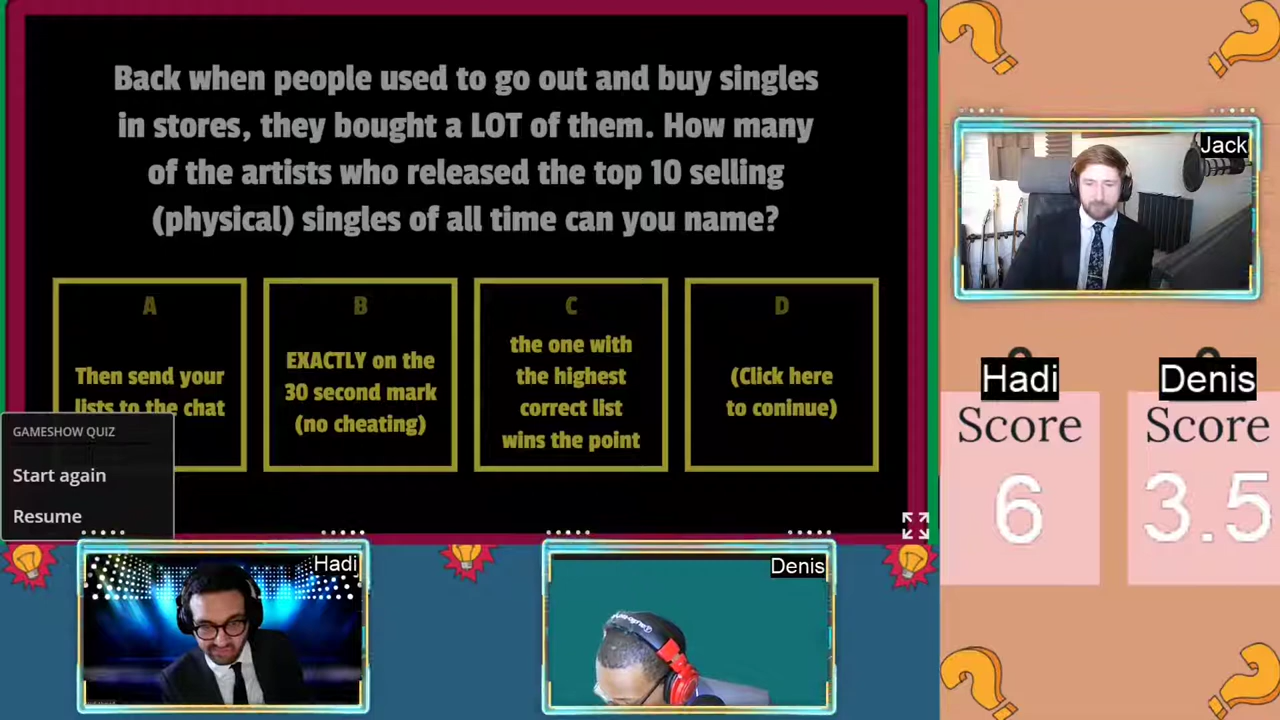 Back when people used to go out and buy singles
in stores, they bought a LOT of them. How many
of the artists who released the top 10 selling
(physical) singles of all time can you name?
A
Then send your
lists to the chat
B
EXACTLY on the
30 second mark
(no cheating)
C
the one with
the highest
correct list
wins the point
D
(Click here
to coninue)
GAMESHOW QUIZ
Start again
Resume
Jack
Hadi
Score
6
Denis
Score
3.5
Hadi
Denis